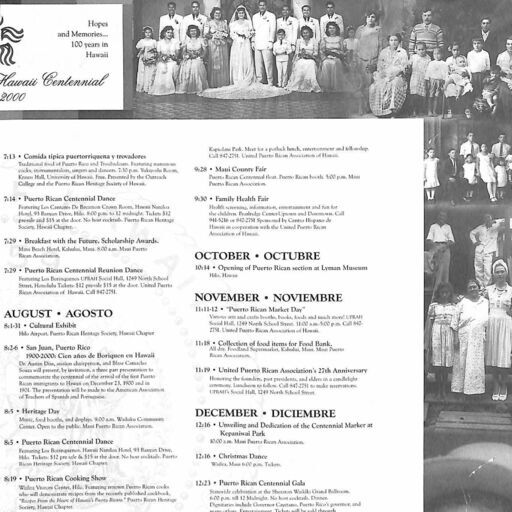 Hopes
and Memories...
100 years in
Hawaii
Hawaii Centennial
2000
7:13 • Comida típica puertorriqueña y trovadores
Traditional food of Puerto Rico and Troubadours. Featuring numerous
cooks, instrumentalists, singers and dancers. 7:30 p.m. Yukiyoshi Room,
Krauss Hall, University of Hawaii. Free. Presented by the Outreach
College and the Puerto Rican Heritage Society of Hawaii.
7:14 • Puerto Rican Centennial Dance
Featuring Los Cantante De Brooman Crown Room, Hawaii Naniloa
Hotel, 93 Banyan Drive, Hilo. 8:00 p.m. to 12 midnight. Tickets $12
presale and $15 at the door. No host cocktails. Puerto Rican Heritage
Society, Hawaii Chapter.
7:29 • Breakfast with the Future. Scholarship Awards.
Maui Beach Hotel, Kahului, Maui. 8:00 a.m. Maui Puerto
Rican Association.
7:29 • Puerto Rican Centennial Reunion Dance
Featuring Los Borinquenos UPRAH Social Hall, 1249 North School
Street, Honolulu Tickets: $12 presale $15 at the door. United Puerto
Rican Association of Hawaii. Call 847-2751.
AUGUST • AGOSTO
8:1-31 • Cultural Exhibit
Hilo Airport. Puerto Rican Heritage Society, Hawaii Chapter
8:2-6 • San Juan, Puerto Rico
1900-2000: Cien años de Boriquen en Hawaii
Dr. Austin Dias, session chairperson, and Blase Camacho
Souza will present, by invitation, a three part presentation to
commemorate the centennial of the arrival of the first Puerto
Rican immigrants to Hawaii on December 23, 1900 and in
1901. The presentation will be made to the American Association
of Teachers of Spanish and Portuguese.
8:5 • Heritage Day
Music, food booths, and displays. 9:00 a.m. Wailuku Community
Center. Open to the public. Maui Puerto Rican Association.
8:5 • Puerto Rican Centennial Dance
Featuring Los Borinquenos. Hawaii Naniloa Hotel, 93 Banyan Drive,
Hilo. Tickets: $12 pre sale & $15 at the door. No host cocktails. Puerto
Rican Heritage Society, Hawaii Chapter.
8:19 • Puerto Rican Cooking Show
Wailoa Visitors Center, Hilo. Featuring renown Puerto Rican cooks
who will demonstrate recipes from the recently published cookbook,
"Recipes From the Heart of Hawaii's Puerto Ricans." Puerto Rican Heritage
Society, Hawaii Chapter.
Kapiolani Park. Meet for a potluck lunch, entertainment and fellowship.
Call 847-2751. United Puerto Rican Association of Hawaii.
9:28 • Maui County Fair
Puerto Rican Centennial float. Puerto Rican booth. 5:00 p.m. Maui
Puerto Rican Association.
9:30 • Family Health Fair
Health screening, information, entertainment and fun for
the children. Pearlridge Center-Uptown and Downtown. Call
941-5216 or 847-2751 Sponsored by Centro Hispano de
Hawaii in cooperation with the United Puerto Rican
Association of Hawaii.
OCTOBER • OCTUBRE
10:14 • Opening of Puerto Rican section at Lyman Museum
Hilo, Hawaii
NOVEMBER • NOVIEMBRE
11:11-12 • "Puerto Rican Market Day"
Various arts and crafts booths, books, foods and much more! UPRAH
Social Hall, 1249 North School Street. 11:00 a.m.-5:00 p.m. Call 847-
2751. United Puerto Rican Association of Hawaii.
11:18 • Collection of food items for Food Bank.
All day. Foodland Supermarket, Kahului, Maui. Maui Puerto
Rican Association.
11:19 • United Puerto Rican Association's 27th Anniversary
Honoring the founders, past presidents, and elders in a candlelight
ceremony. Luncheon to follow. Call 847-2751 to make reservations.
UPRAH's Social Hall, 1249 North School Street.
DECEMBER • DICIEMBRE
12:16 • Unveiling and Dedication of the Centennial Marker at
Kepaniwai Park
10:00 a.m. Maui Puerto Rican Association.
12:16 • Christmas Dance
Wailea, Maui 6:00 p.m. Tickets.
12:23 • Puerto Rican Centennial Gala
Statewide celebration at the Sheraton Waikiki Grand Ballroom.
6:00 p.m. till 12 Midnight. No host cocktails. Dinner.
Dignitaries include Governor Cayetano, Puerto Rico's governor, and
many others. Entertainment. Tickets will be sold through